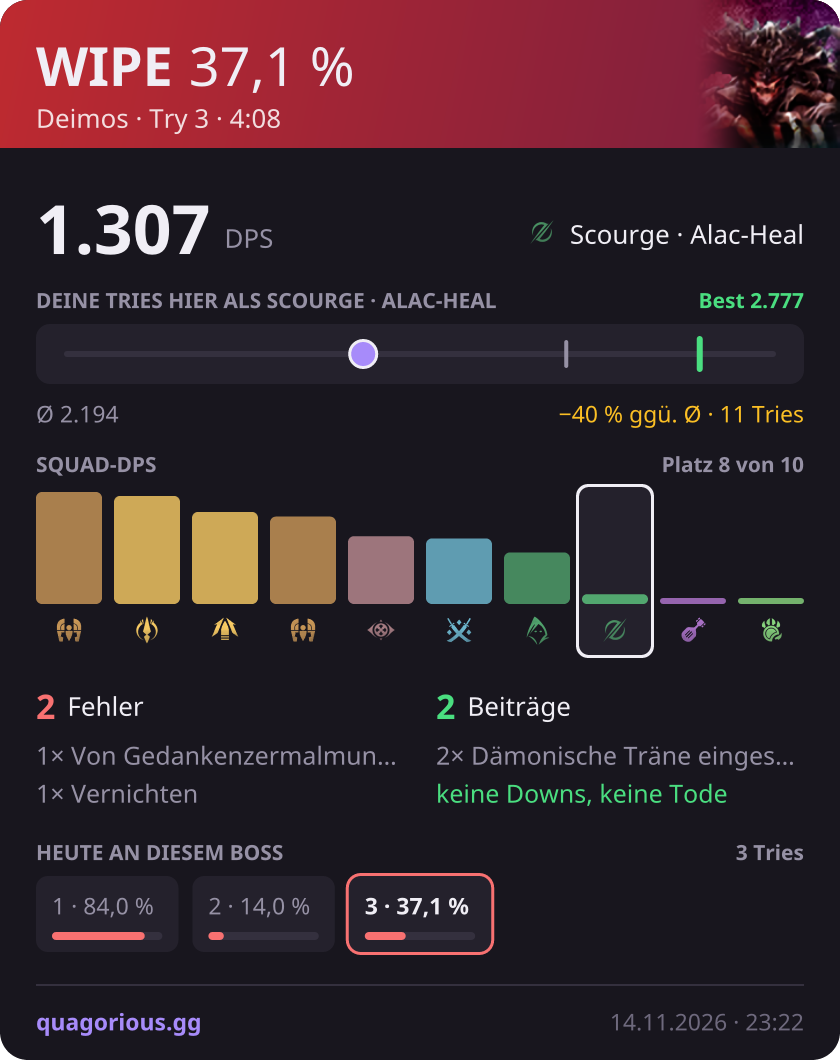 WIPE 37,1 %
Deimos · Try 3 · 4:08
1.307 DPS
Scourge · Alac-Heal
DEINE TRIES HIER ALS SCOURGE · ALAC-HEAL
Best 2.777
Ø 2.194
−40 % ggü. Ø · 11 Tries
SQUAD-DPS
Platz 8 von 10
2 Fehler
1× Von Gedankenzermalmun...
1× Vernichten
2 Beiträge
2× Dämonische Träne einges...
keine Downs, keine Tode
HEUTE AN DIESEM BOSS
3 Tries
1 · 84,0 %
2 · 14,0 %
3 · 37,1 %
quagorious.gg
14.11.2026 · 23:22